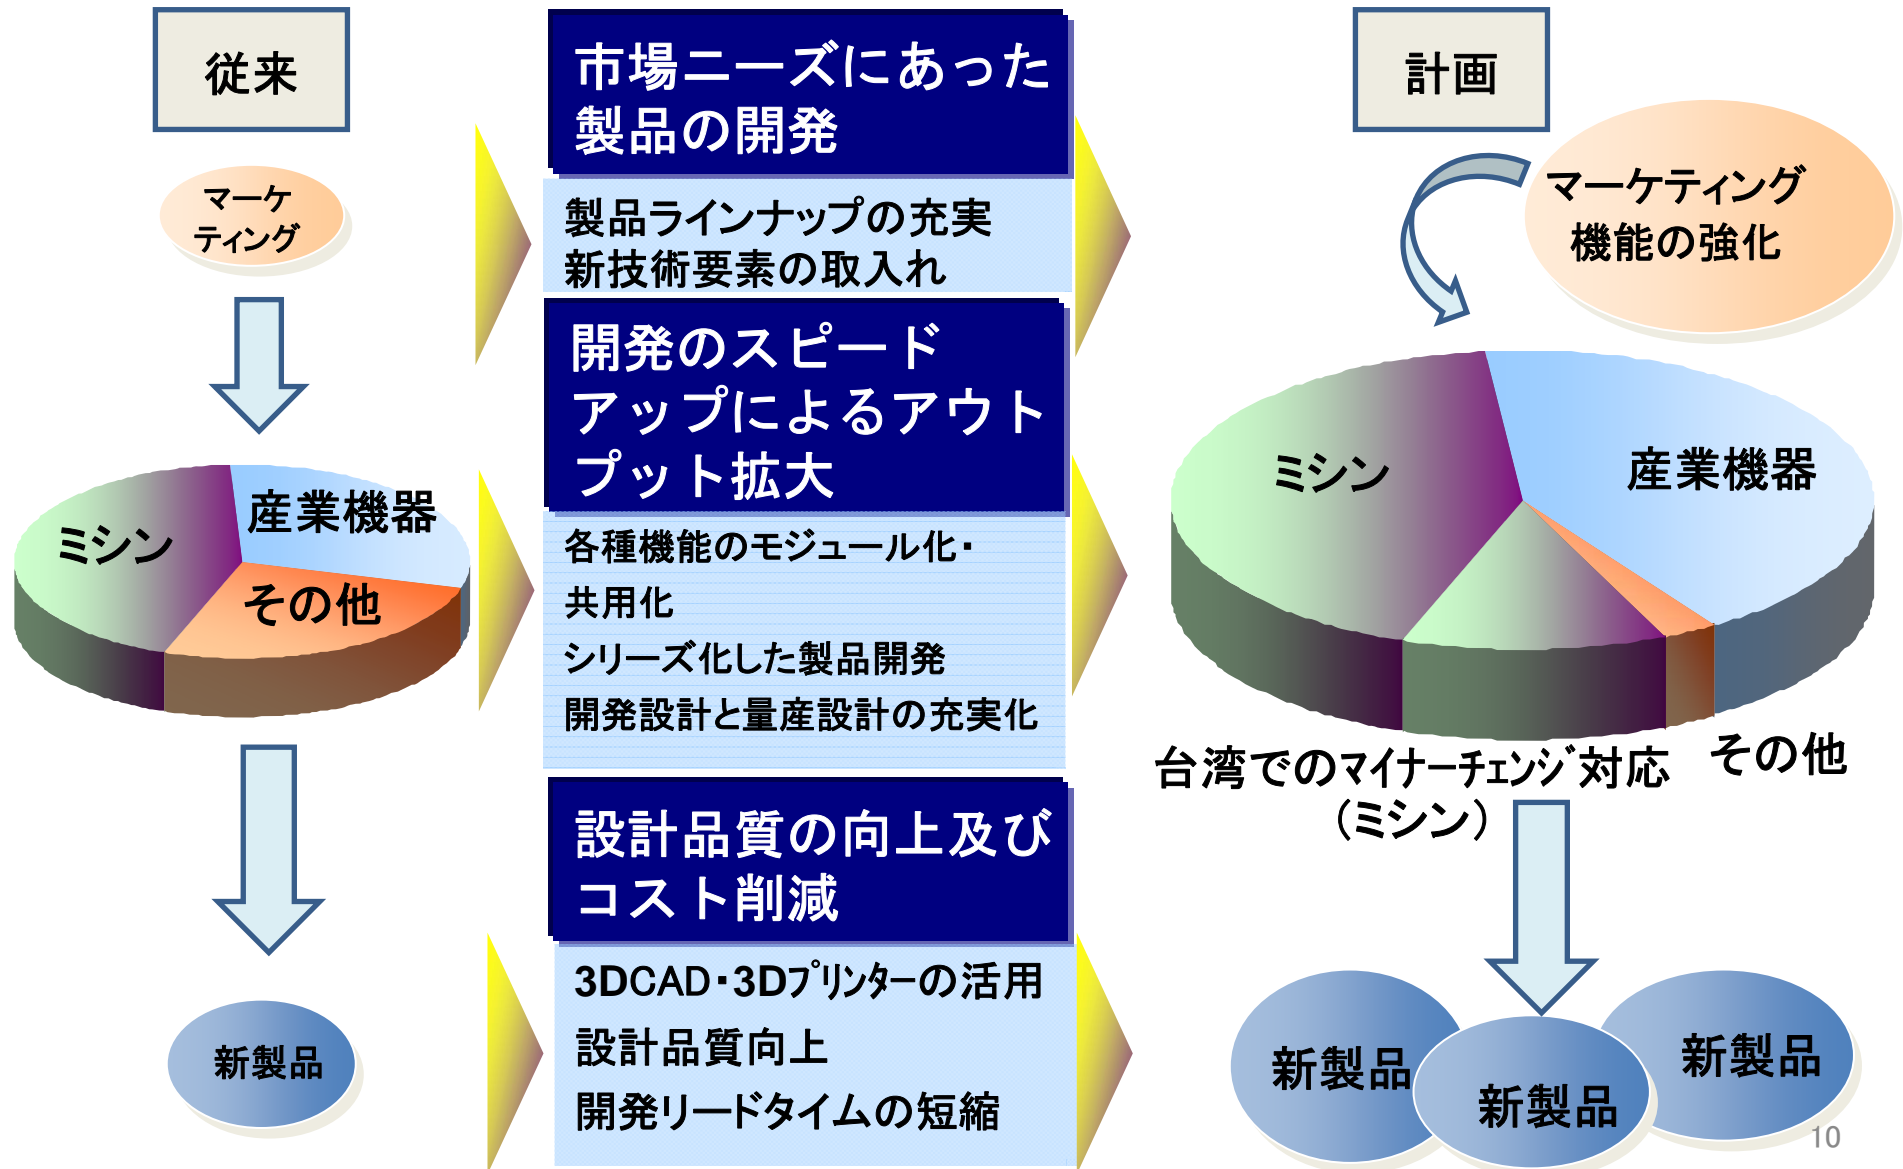 従来
マーケ
ティング
ミシン
産業機器
その他
新製品
市場ニーズにあった
製品の開発
製品ラインナップの充実
新技術要素の取入れ
開発のスピード
アップによるアウト
プット拡大
各種機能のモジュール化・
共用化
シリーズ化した製品開発
開発設計と量産設計の充実化
設計品質の向上及び
コスト削減
3DCAD・3Dプリンターの活用
設計品質向上
開発リードタイムの短縮
計画
マーケティング
機能の強化
ミシン
産業機器
台湾でのマイナーチェンジ対応
（ミシン）
その他
新製品
新製品
新製品
10